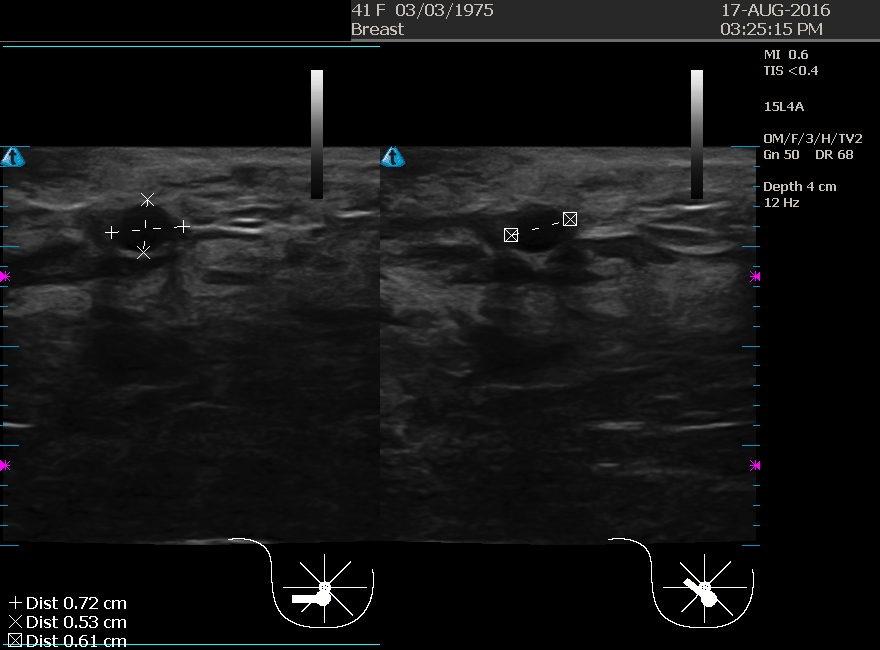 41 F 03/03/1975 17-AUG-2016
Breast 03:25:15 PM
MI 0.6
TIS <0.4
15L4A
OM/F/3/H/TV2
Gn 50 DR 68
Depth 4 cm
12 Hz
Dist 0.72 cm
Dist 0.53 cm
Dist 0.61 cm